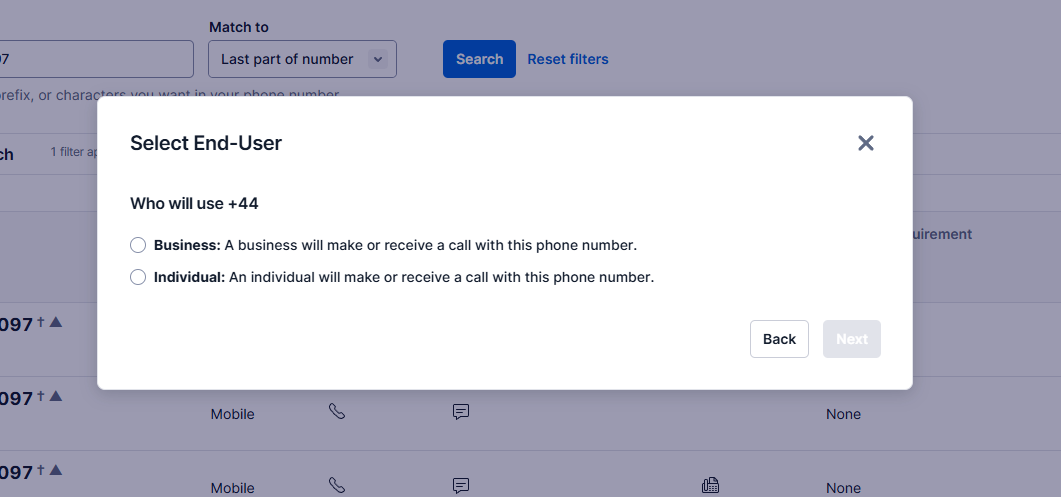 Match to
97
Last part of number
Search
Reset filters
prefix, or characters you want in your phone number
Select End-User
ch
1 filter ap
Who will use +44
uirement
Business: A business will make or receive a call with this phone number.
Individual: An individual will make or receive a call with this phone number.
097 † ▲
Back
Next
097 † ▲
Mobile
None
097 † ▲
Mobile
None